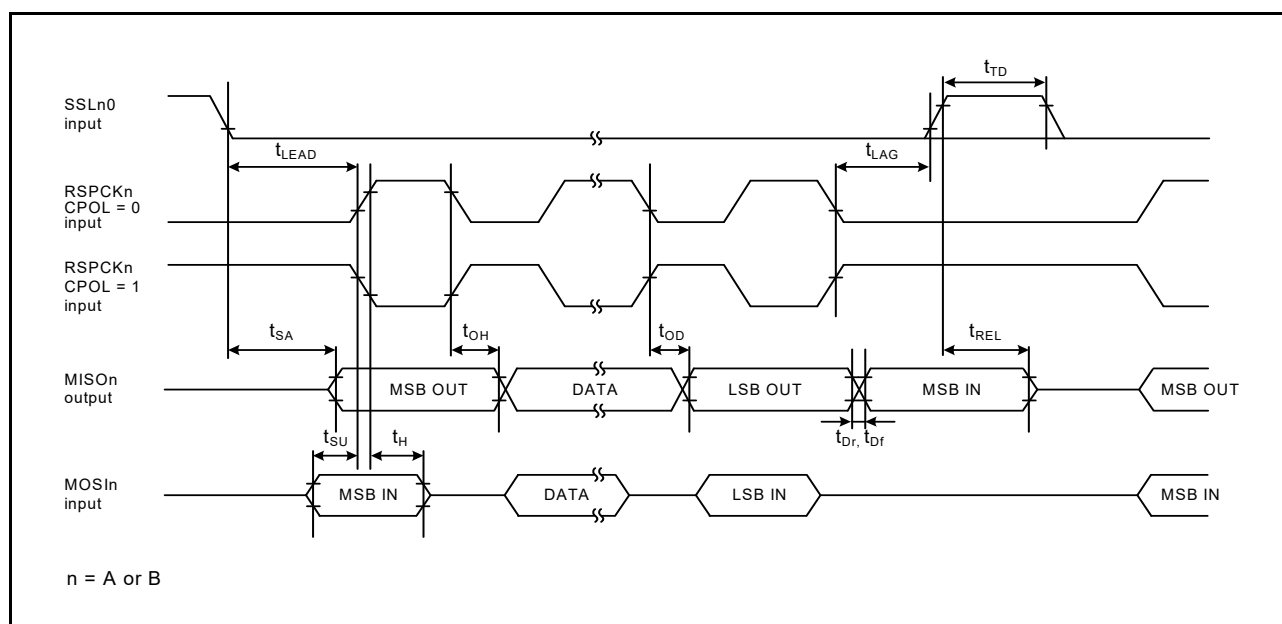 tTD
SSLn0
input
tLEAD
tLAG
RSPCKn
CPOL = 0
input
RSPCKn
CPOL = 1
input
tSA
tOH
tOD
tREL
MISOn
output
MSB OUT
DATA
LSB OUT
MSB IN
MSB OUT
tDr, tDf
tSU
tH
MOSIn
input
MSB IN
DATA
LSB IN
MSB IN
n = A or B